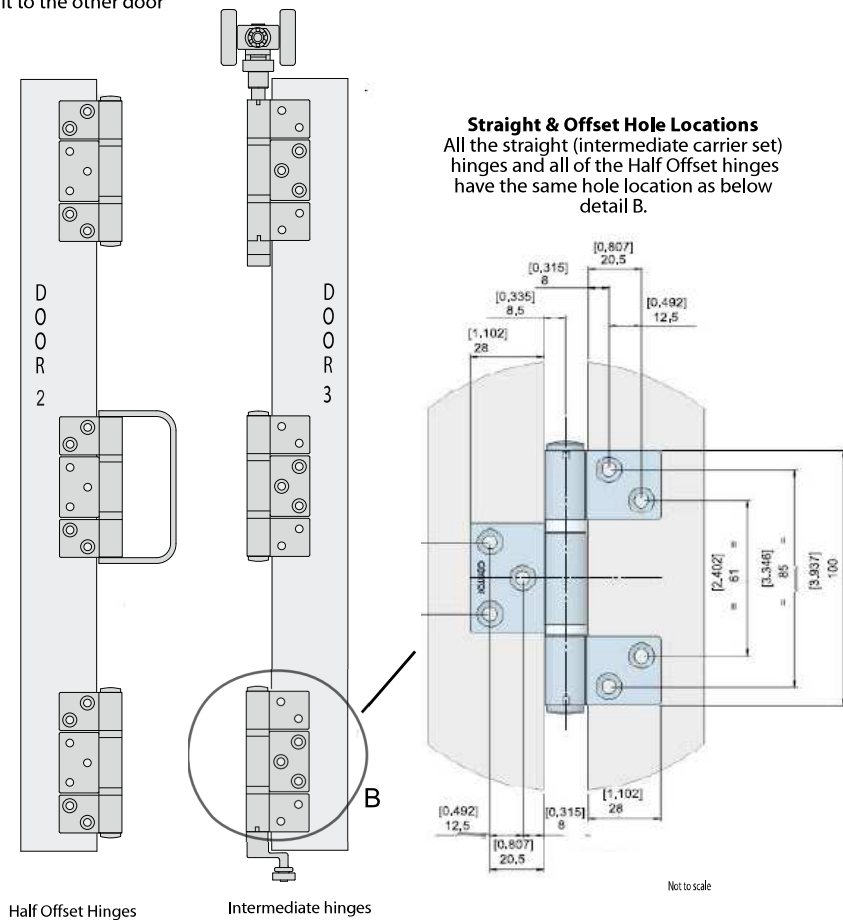 it to the other door
Straight & Offset Hole Locations
All the straight (intermediate carrier set)
hinges and all of the Half Offset hinges
have the same hole location as below
detail B.
DOOR 2
DOOR 3
[0,807]
20,5
[0,315]
8
[0,335]
8,5
[0,492]
12,5
[1,102]
28
[2.402]
= 61 =
[3.346]
= 85 =
[3.937]
100
B
[0,492]
12,5
[0,315]
8
[1,102]
28
[0,807]
20,5
Not to scale
Half Offset Hinges
Intermediate hinges